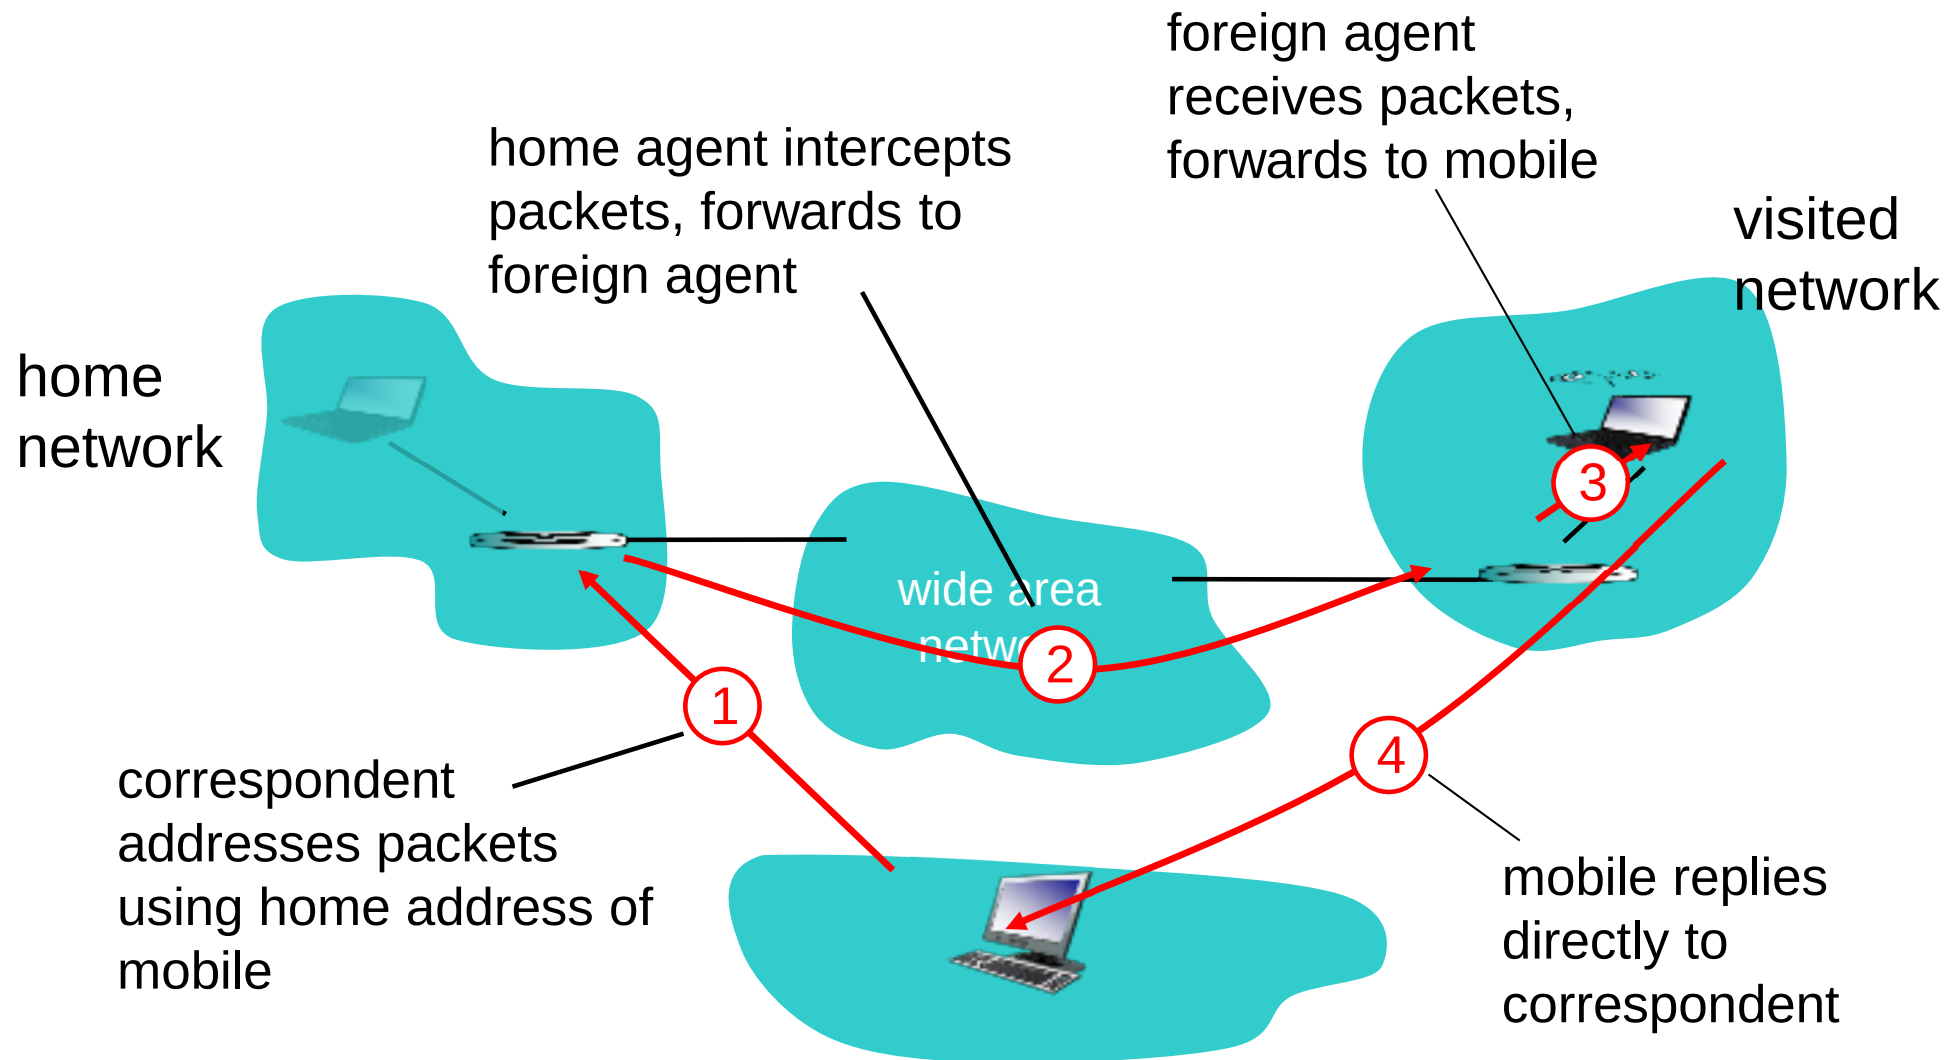 foreign agent
receives packets,
forwards to mobile
home agent intercepts
packets, forwards to
foreign agent
visited
network
home
network
wide area
network
3
2
1
4
correspondent
addresses packets
using home address of
mobile
mobile replies
directly to
correspondent